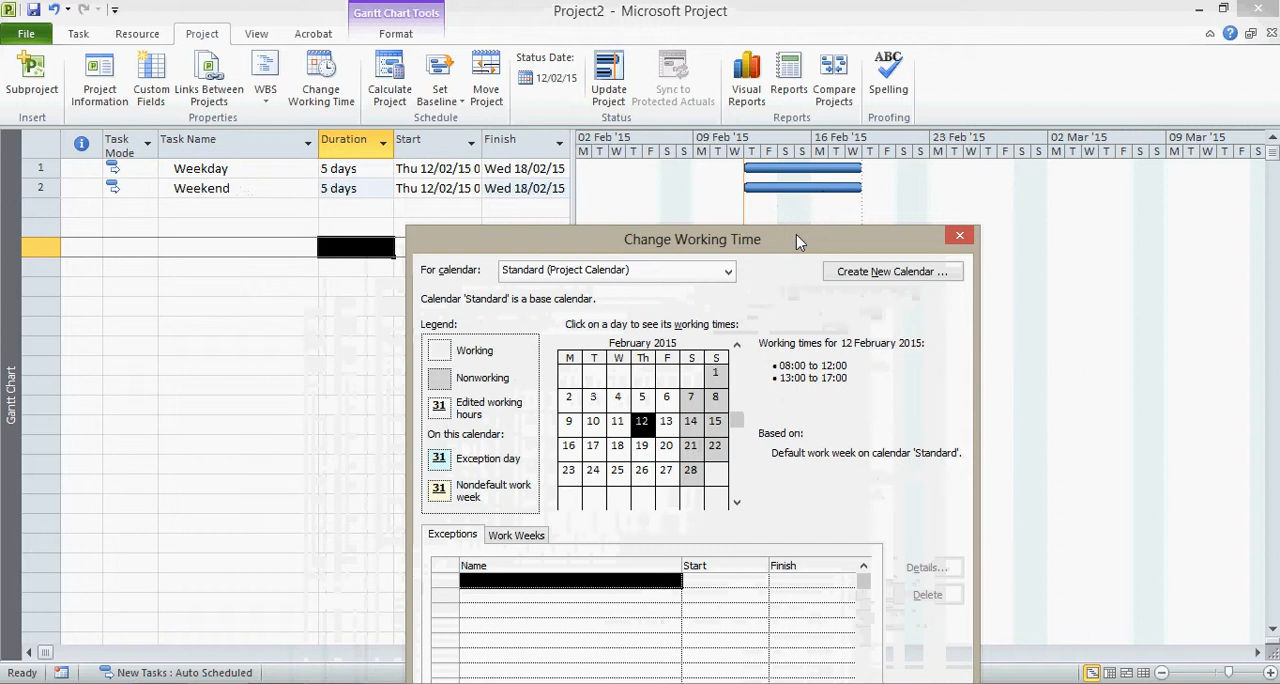 Gantt Chart Tools
Project2 — Microsoft Project
File Task Resource Project View Acrobat Format
Subproject
Project Information
Custom Fields
Links Between Projects
WBS
Change Working Time
Calculate Project
Set Baseline
Move Project
Status Date:
12/02/15
Update Project
Sync to Protected Actuals
Visual Reports
Reports
Compare Projects
ABC
Spelling
Insert Properties Schedule Status Reports Proofing
Task Mode Task Name Duration Start Finish
02 Feb '15 09 Feb '15 16 Feb '15 23 Feb '15 02 Mar '15 09 Mar '15
M T W T F S S M T W T F S S M T W T F S S M T W T F S S M T W T F S S M T W T F S
1 Weekday 5 days Thu 12/02/15 0 Wed 18/02/15
2 Weekend 5 days Thu 12/02/15 0 Wed 18/02/15
Gantt Chart
Change Working Time
For calendar: Standard (Project Calendar) Create New Calendar ...
Calendar 'Standard' is a base calendar.
Legend:
Working
Nonworking
31 Edited working hours
On this calendar:
31 Exception day
31 Nondefault work week
Click on a day to see its working times:
February 2015
M T W Th F S S
1
2 3 4 5 6 7 8
9 10 11 12 13 14 15
16 17 18 19 20 21 22
23 24 25 26 27 28
Working times for 12 February 2015:
• 08:00 to 12:00
• 13:00 to 17:00
Based on:
Default work week on calendar 'Standard'.
Exceptions Work Weeks
Name Start Finish
Details...
Delete
Ready New Tasks : Auto Scheduled